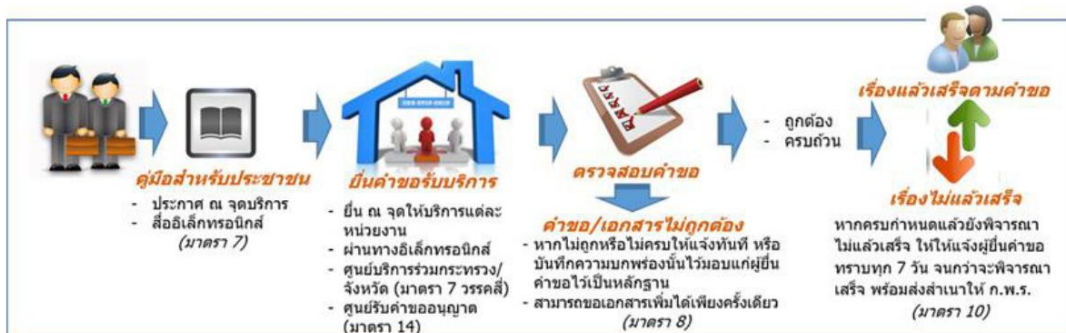 คู่มือสำหรับประชาชน
- ประกาศ ณ จุดบริการ
- สื่ออิเล็กทรอนิกส์
(มาตรา 7)
ยื่นคำขอรับบริการ
- ยื่น ณ จุดให้บริการแต่ละ
หน่วยงาน
- ผ่านทางอิเล็กทรอนิกส์
- ศูนย์บริการร่วมกระทรวง/
จังหวัด (มาตรา 7 วรรคสี่)
- ศูนย์รับคำขออนุญาต
(มาตรา 14)
ตรวจสอบคำขอ
คำขอ/เอกสารไม่ถูกต้อง
- หากไม่ถูกหรือไม่ครบให้แจ้งทันที หรือ
บันทึกความบกพร่องนั้นไว้มอบแก่ผู้ยื่น
คำขอไว้เป็นหลักฐาน
- สามารถขอเอกสารเพิ่มได้เพียงครั้งเดียว
(มาตรา 8)
- ถูกต้อง
- ครบถ้วน
เรื่องแล้วเสร็จตามคำขอ
เรื่องไม่แล้วเสร็จ
หากครบกำหนดแล้วยังพิจารณา
ไม่แล้วเสร็จ ให้ให้แจ้งผู้ยื่นคำขอ
ทราบทุก 7 วัน จนกว่าจะพิจารณา
เสร็จ พร้อมส่งสำเนาให้ ก.พ.ร.
(มาตรา 10)